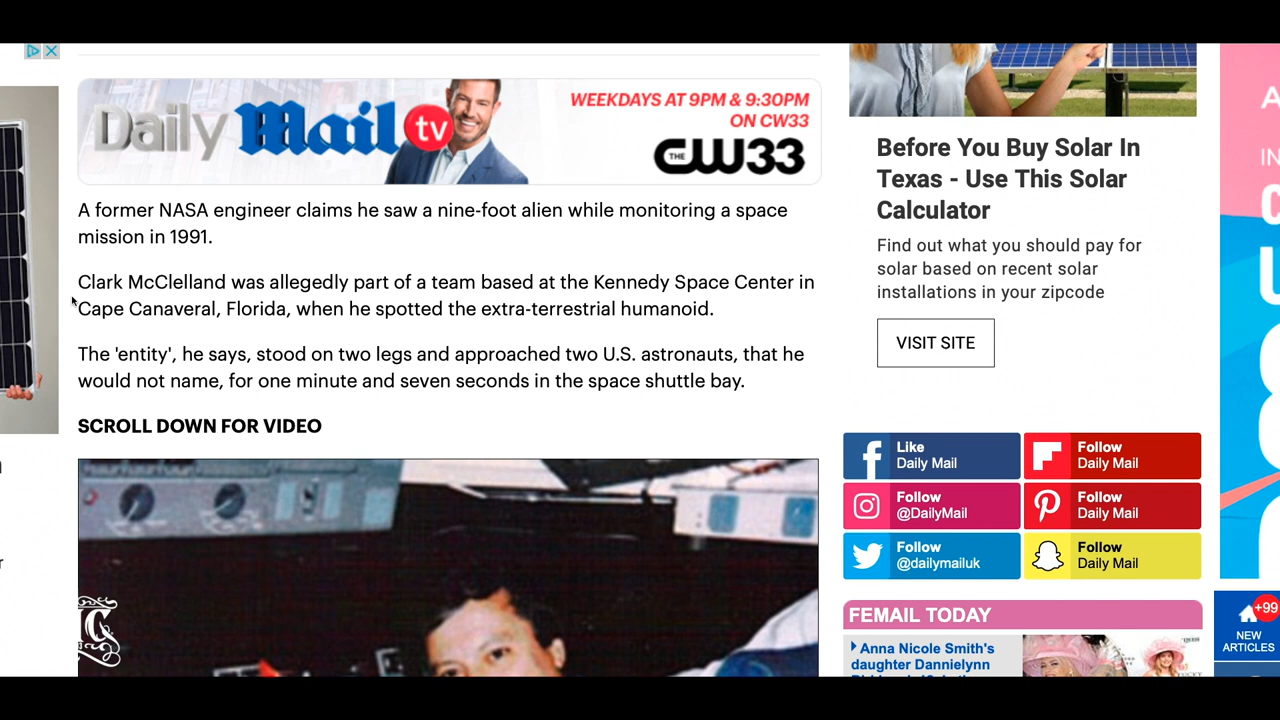 Daily Mail tv
WEEKDAYS AT 9PM & 9:30PM
ON CW33
THE CW33
A former NASA engineer claims he saw a nine-foot alien while monitoring a space
mission in 1991.
Clark McClelland was allegedly part of a team based at the Kennedy Space Center in
Cape Canaveral, Florida, when he spotted the extra-terrestrial humanoid.
The 'entity', he says, stood on two legs and approached two U.S. astronauts, that he
would not name, for one minute and seven seconds in the space shuttle bay.
SCROLL DOWN FOR VIDEO
Before You Buy Solar In
Texas - Use This Solar
Calculator
Find out what you should pay for
solar based on recent solar
installations in your zipcode
VISIT SITE
Like
Daily Mail
Follow
Daily Mail
Follow
@DailyMail
Follow
Daily Mail
Follow
@dailymailuk
Follow
Daily Mail
FEMAIL TODAY
Anna Nicole Smith's
daughter Dannielynn
+99
NEW
ARTICLES